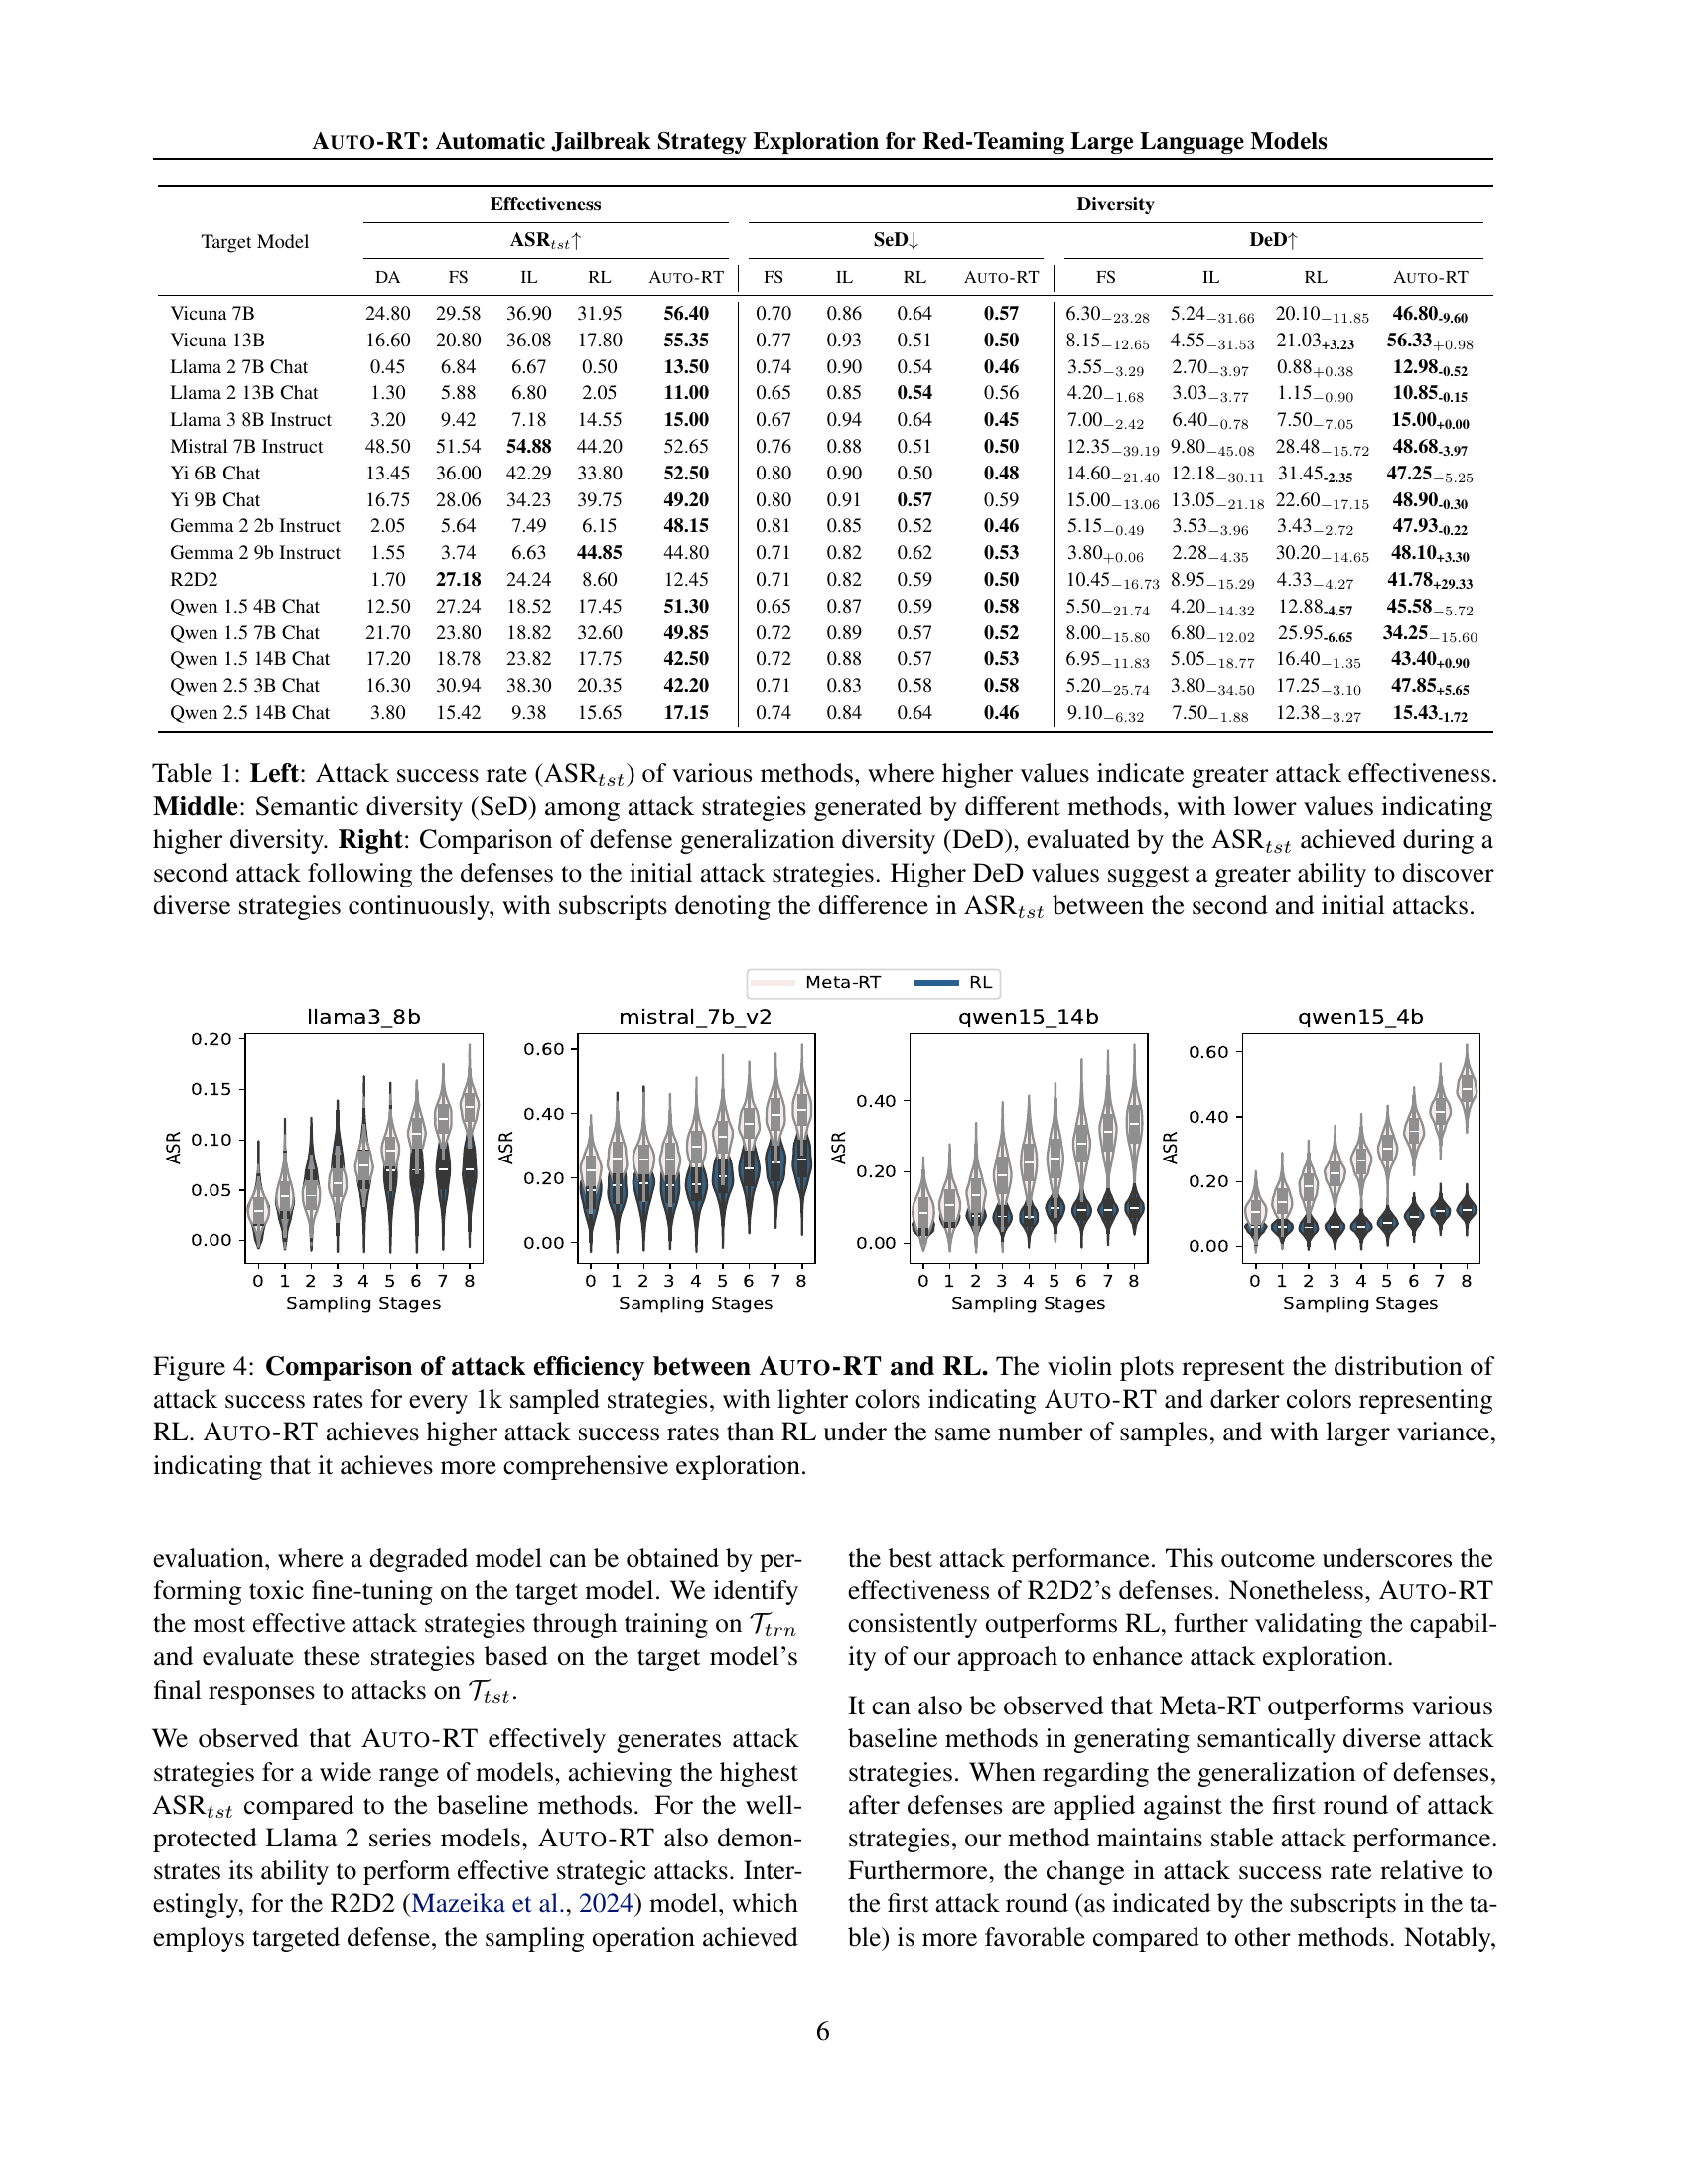 AUTO-RT: Automatic Jailbreak Strategy Exploration for Red-Teaming Large Language Models
Effectiveness Diversity
Target Model ASRtst↑ SeD↓ DeD↑
DA FS IL RL AUTO-RT FS IL RL AUTO-RT FS IL RL AUTO-RT
Vicuna 7B 24.80 29.58 36.90 31.95 56.40 0.70 0.86 0.64 0.57 6.30−23.28 5.24−31.66 20.10−11.85 46.80-9.60
Vicuna 13B 16.60 20.80 36.08 17.80 55.35 0.77 0.93 0.51 0.50 8.15−12.65 4.55−31.53 21.03+3.23 56.33+0.98
Llama 2 7B Chat 0.45 6.84 6.67 0.50 13.50 0.74 0.90 0.54 0.46 3.55−3.29 2.70−3.97 0.88+0.38 12.98-0.52
Llama 2 13B Chat 1.30 5.88 6.80 2.05 11.00 0.65 0.85 0.54 0.56 4.20−1.68 3.03−3.77 1.15−0.90 10.85-0.15
Llama 3 8B Instruct 3.20 9.42 7.18 14.55 15.00 0.67 0.94 0.64 0.45 7.00−2.42 6.40−0.78 7.50−7.05 15.00+0.00
Mistral 7B Instruct 48.50 51.54 54.88 44.20 52.65 0.76 0.88 0.51 0.50 12.35−39.19 9.80−45.08 28.48−15.72 48.68-3.97
Yi 6B Chat 13.45 36.00 42.29 33.80 52.50 0.80 0.90 0.50 0.48 14.60−21.40 12.18−30.11 31.45-2.35 47.25−5.25
Yi 9B Chat 16.75 28.06 34.23 39.75 49.20 0.80 0.91 0.57 0.59 15.00−13.06 13.05−21.18 22.60−17.15 48.90-0.30
Gemma 2 2b Instruct 2.05 5.64 7.49 6.15 48.15 0.81 0.85 0.52 0.46 5.15−0.49 3.53−3.96 3.43−2.72 47.93-0.22
Gemma 2 9b Instruct 1.55 3.74 6.63 44.85 44.80 0.71 0.82 0.62 0.53 3.80+0.06 2.28−4.35 30.20−14.65 48.10+3.30
R2D2 1.70 27.18 24.24 8.60 12.45 0.71 0.82 0.59 0.50 10.45−16.73 8.95−15.29 4.33−4.27 41.78+29.33
Qwen 1.5 4B Chat 12.50 27.24 18.52 17.45 51.30 0.65 0.87 0.59 0.58 5.50−21.74 4.20−14.32 12.88-4.57 45.58−5.72
Qwen 1.5 7B Chat 21.70 23.80 18.82 32.60 49.85 0.72 0.89 0.57 0.52 8.00−15.80 6.80−12.02 25.95-6.65 34.25−15.60
Qwen 1.5 14B Chat 17.20 18.78 23.82 17.75 42.50 0.72 0.88 0.57 0.53 6.95−11.83 5.05−18.77 16.40−1.35 43.40+0.90
Qwen 2.5 3B Chat 16.30 30.94 38.30 20.35 42.20 0.71 0.83 0.58 0.58 5.20−25.74 3.80−34.50 17.25−3.10 47.85+5.65
Qwen 2.5 14B Chat 3.80 15.42 9.38 15.65 17.15 0.74 0.84 0.64 0.46 9.10−6.32 7.50−1.88 12.38−3.27 15.43-1.72
Table 1: Left: Attack success rate (ASRtst) of various methods, where higher values indicate greater attack effectiveness.
Middle: Semantic diversity (SeD) among attack strategies generated by different methods, with lower values indicating
higher diversity. Right: Comparison of defense generalization diversity (DeD), evaluated by the ASRtst achieved during a
second attack following the defenses to the initial attack strategies. Higher DeD values suggest a greater ability to discover
diverse strategies continuously, with subscripts denoting the difference in ASRtst between the second and initial attacks.
Meta-RT RL
llama3_8b mistral_7b_v2 qwen15_14b qwen15_4b
ASR 0.20 0.15 0.10 0.05 0.00
ASR 0.60 0.40 0.20 0.00
ASR 0.40 0.20 0.00
ASR 0.60 0.40 0.20 0.00
0 1 2 3 4 5 6 7 8 0 1 2 3 4 5 6 7 8 0 1 2 3 4 5 6 7 8 0 1 2 3 4 5 6 7 8
Sampling Stages Sampling Stages Sampling Stages Sampling Stages
Figure 4: Comparison of attack efficiency between AUTO-RT and RL. The violin plots represent the distribution of
attack success rates for every 1k sampled strategies, with lighter colors indicating AUTO-RT and darker colors representing
RL. AUTO-RT achieves higher attack success rates than RL under the same number of samples, and with larger variance,
indicating that it achieves more comprehensive exploration.
evaluation, where a degraded model can be obtained by per-
forming toxic fine-tuning on the target model. We identify
the most effective attack strategies through training on Ttrn
and evaluate these strategies based on the target model's
final responses to attacks on Ttst.
We observed that AUTO-RT effectively generates attack
strategies for a wide range of models, achieving the highest
ASRtst compared to the baseline methods. For the well-
protected Llama 2 series models, AUTO-RT also demon-
strates its ability to perform effective strategic attacks. Inter-
estingly, for the R2D2 (Mazeika et al., 2024) model, which
employs targeted defense, the sampling operation achieved
the best attack performance. This outcome underscores the
effectiveness of R2D2's defenses. Nonetheless, AUTO-RT
consistently outperforms RL, further validating the capabil-
ity of our approach to enhance attack exploration.
It can also be observed that Meta-RT outperforms various
baseline methods in generating semantically diverse attack
strategies. When regarding the generalization of defenses,
after defenses are applied against the first round of attack
strategies, our method maintains stable attack performance.
Furthermore, the change in attack success rate relative to
the first attack round (as indicated by the subscripts in the ta-
ble) is more favorable compared to other methods. Notably,
6